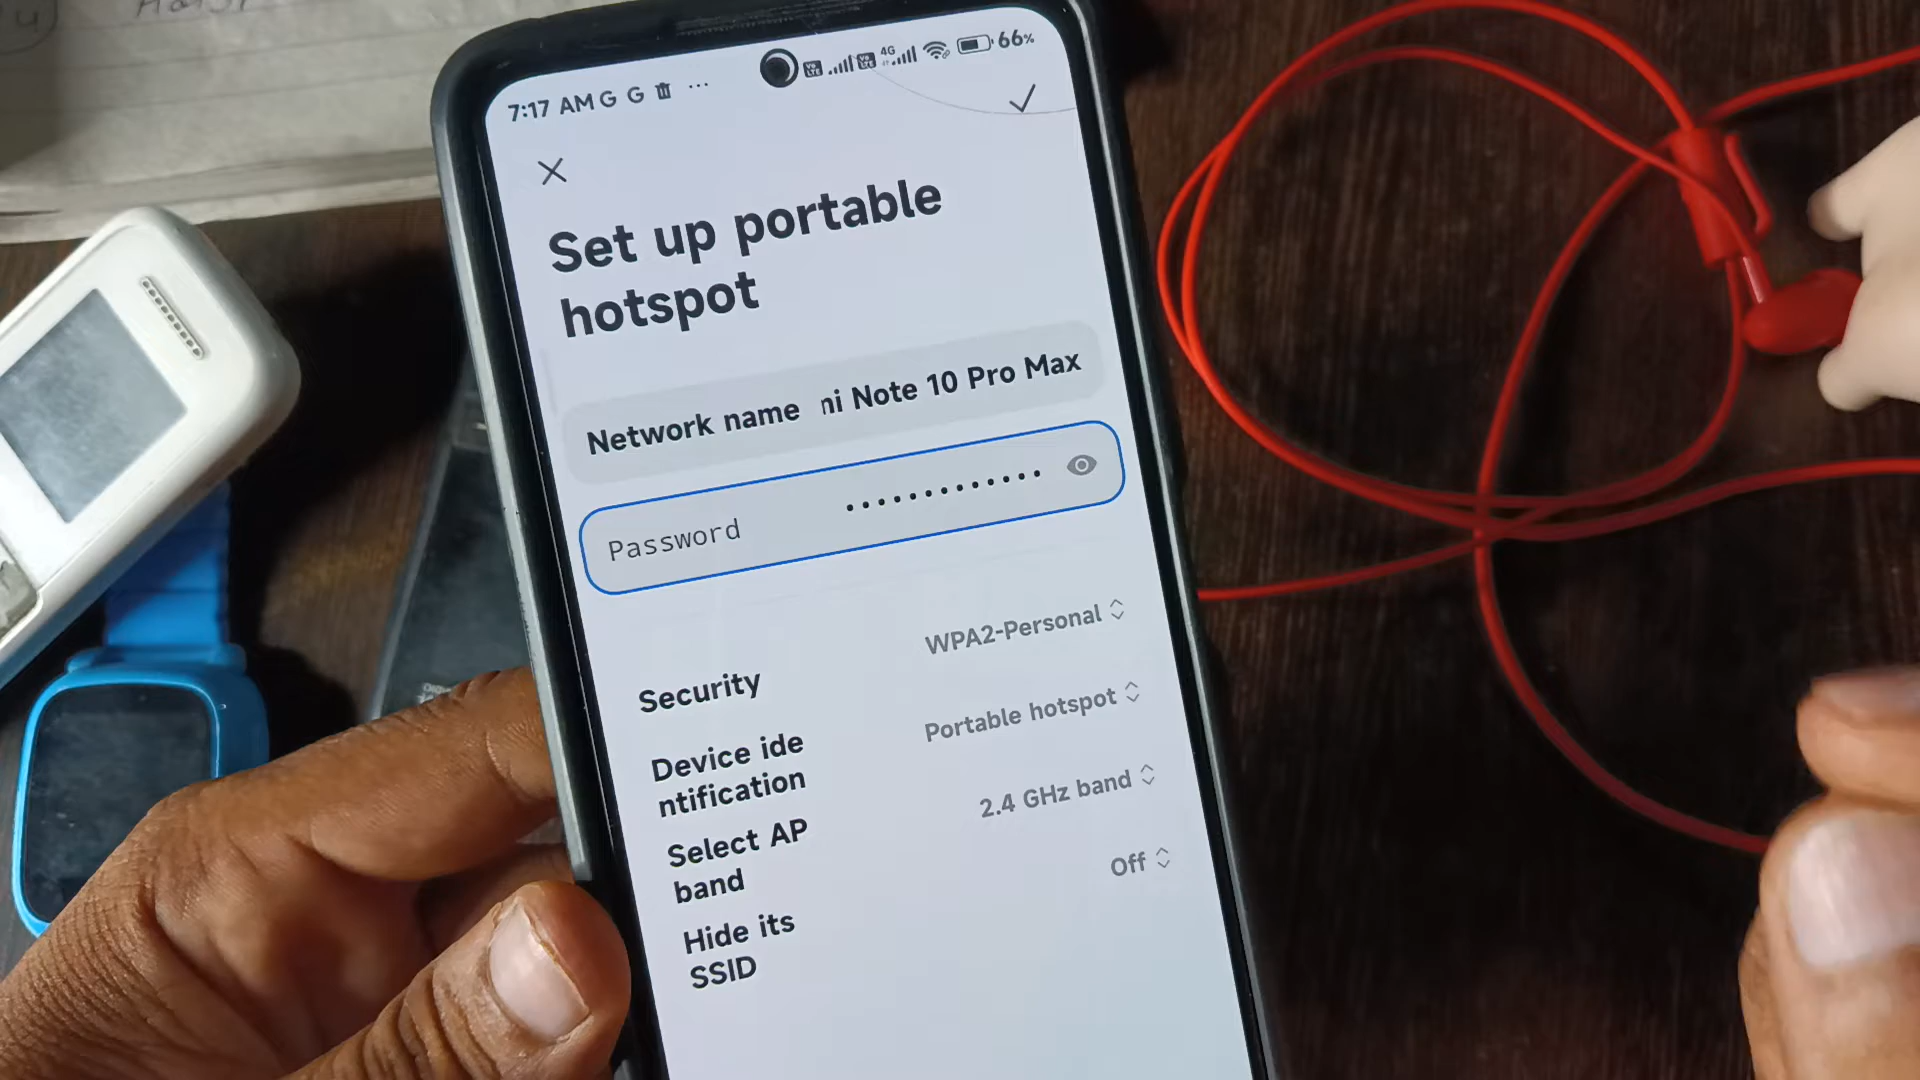 7:17 AM G G ... 4G 66%
Set up portable
hotspot
Network name ni Note 10 Pro Max
Password •••••••••••••
Security WPA2-Personal
Device ide
ntification
Portable hotspot
Select AP
band
2.4 GHz band
Hide its
SSID
Off